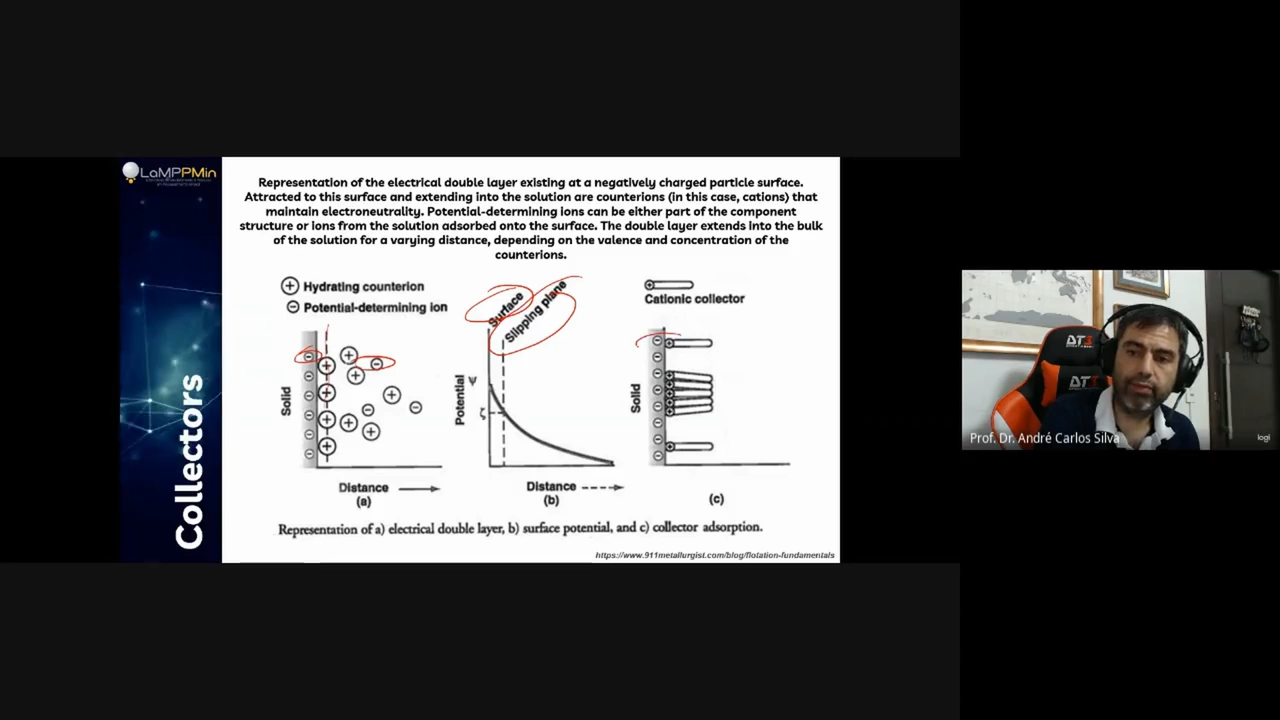 LaMPPMin
Collectors
Representation of the electrical double layer existing at a negatively charged particle surface.
Attracted to this surface and extending into the solution are counterions (in this case, cations) that
maintain electroneutrality. Potential-determining ions can be either part of the component
structure or ions from the solution adsorbed onto the surface. The double layer extends into the bulk
of the solution for a varying distance, depending on the valence and concentration of the
counterions.
Hydrating counterion
Potential-determining ion
Solid
Distance
(a)
Surface
Slipping plane
Potential
Ψ
ζ
Distance
(b)
Cationic collector
Solid
(c)
Representation of a) electrical double layer, b) surface potential, and c) collector adsorption.
https://www.911metallurgist.com/blog/flotation-fundamentals
DT3
DT3
Prof. Dr. André Carlos Silva
logi